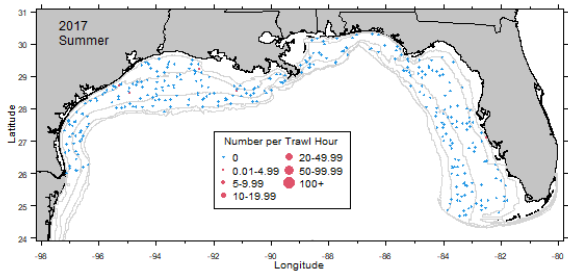 2017
Summer
31
30
29
28
27
26
25
24
Latitude
Number per Trawl Hour
0 20-49.99
0.01-4.99 50-99.99
5-9.99 100+
10-19.99
-98 -96 -94 -92 -90 -88 -86 -84 -82 -80
Longitude